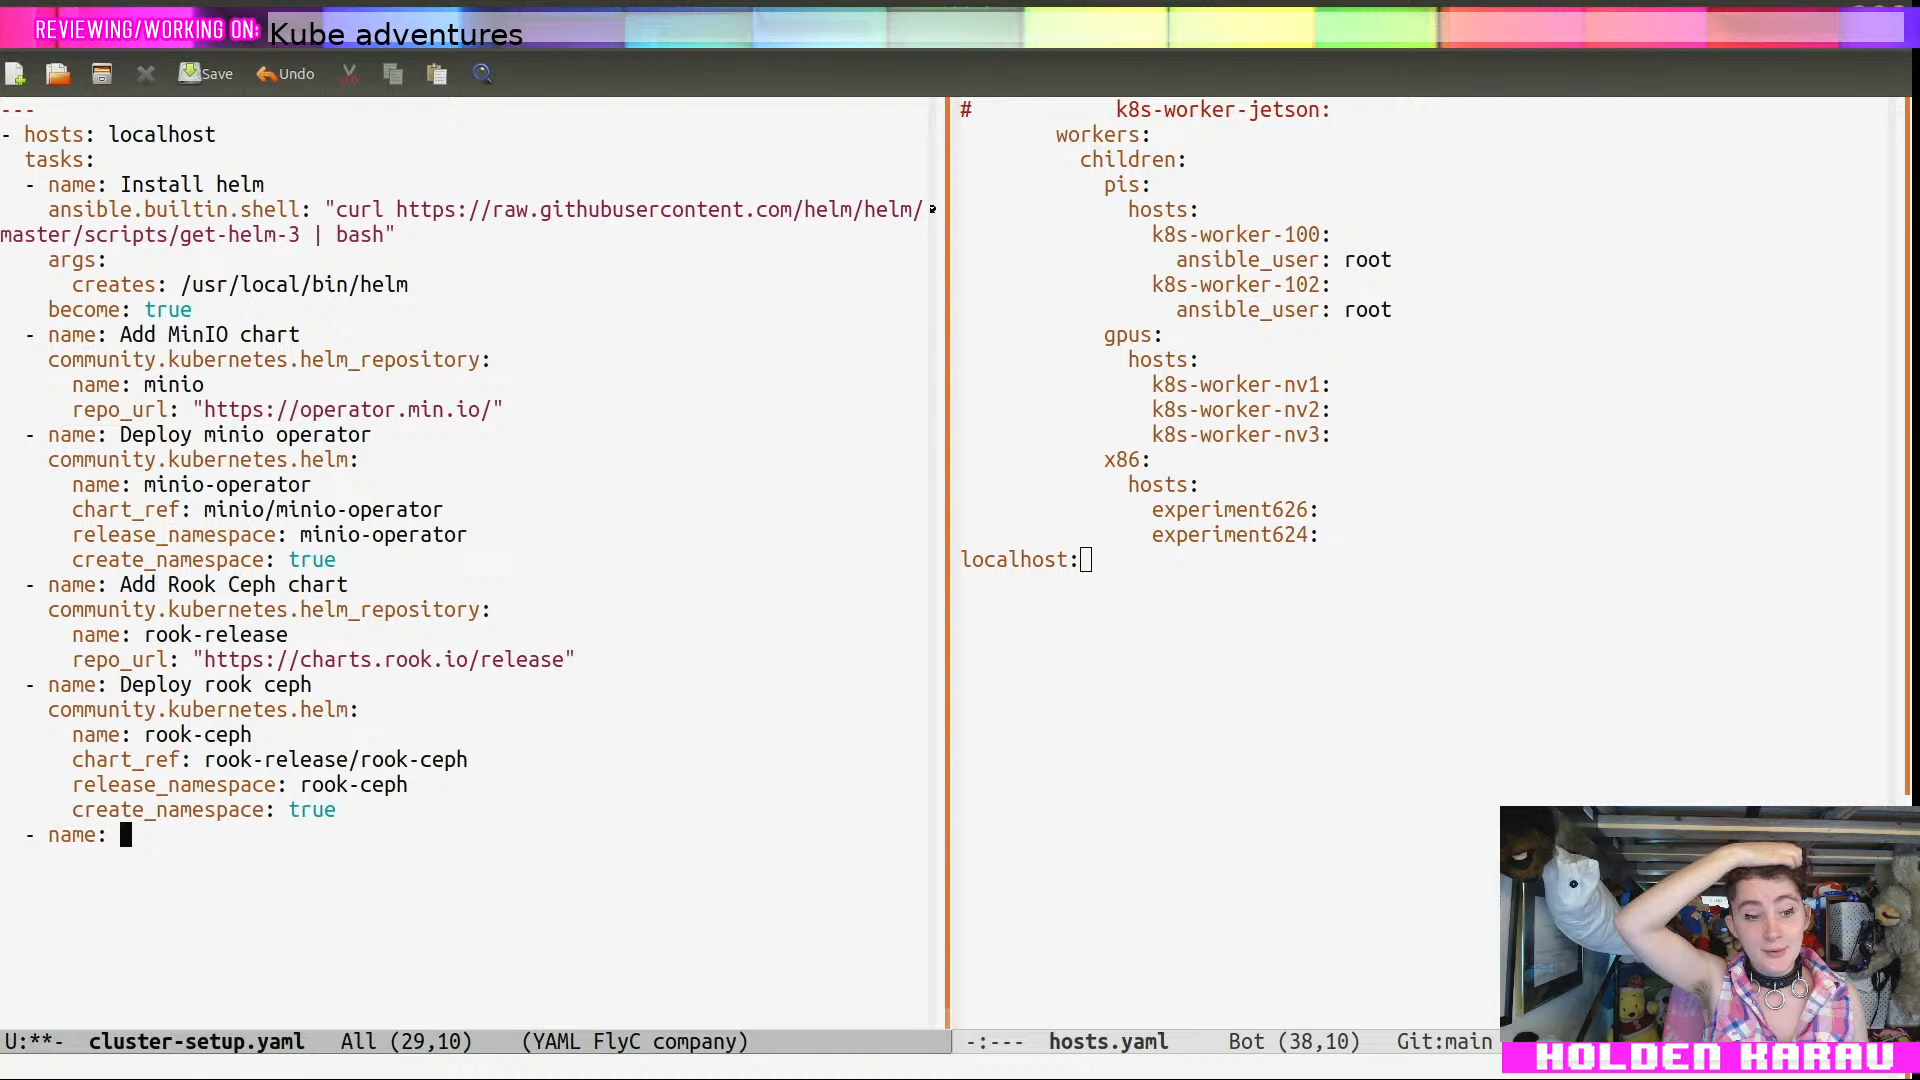 REVIEWING/WORKING ON: Kube adventures
Save
Undo
---
- hosts: localhost
  tasks:
  - name: Install helm
    ansible.builtin.shell: "curl https://raw.githubusercontent.com/helm/helm/
master/scripts/get-helm-3 | bash"
    args:
      creates: /usr/local/bin/helm
    become: true
  - name: Add MinIO chart
    community.kubernetes.helm_repository:
      name: minio
      repo_url: "https://operator.min.io/"
  - name: Deploy minio operator
    community.kubernetes.helm:
      name: minio-operator
      chart_ref: minio/minio-operator
      release_namespace: minio-operator
      create_namespace: true
  - name: Add Rook Ceph chart
    community.kubernetes.helm_repository:
      name: rook-release
      repo_url: "https://charts.rook.io/release"
  - name: Deploy rook ceph
    community.kubernetes.helm:
      name: rook-ceph
      chart_ref: rook-release/rook-ceph
      release_namespace: rook-ceph
      create_namespace: true
  - name:
U:**-  cluster-setup.yaml   All (29,10)    (YAML FlyC company)
#            k8s-worker-jetson:
        workers:
          children:
            pis:
              hosts:
                k8s-worker-100:
                  ansible_user: root
                k8s-worker-102:
                  ansible_user: root
            gpus:
              hosts:
                k8s-worker-nv1:
                k8s-worker-nv2:
                k8s-worker-nv3:
            x86:
              hosts:
                experiment626:
                experiment624:
localhost:
-:---  hosts.yaml     Bot (38,10)   Git:main
HOLDEN KARAU